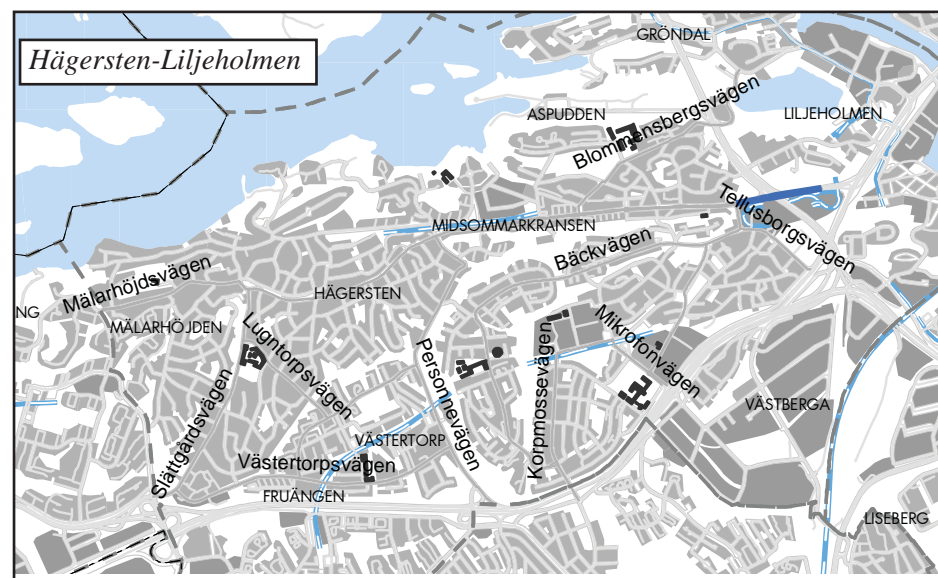 Hägersten-Liljeholmen
GRÖNDAL
ASPUDDEN
Blommensbergsvägen
LILJEHOLMEN
Tellusborgsvägen
MIDSOMMARKRANSEN
Bäckvägen
Mälarhöjdsvägen
HÄGERSTEN
NG
MÄLARHÖJDEN
Lugntorpsvägen
Personnevägen
Korpmossevägen
Mikrofonvägen
Slättgårdsvägen
VÄSTERTORP
VÄSTBERGA
Västertorpsvägen
FRUÄNGEN
LISEBERG